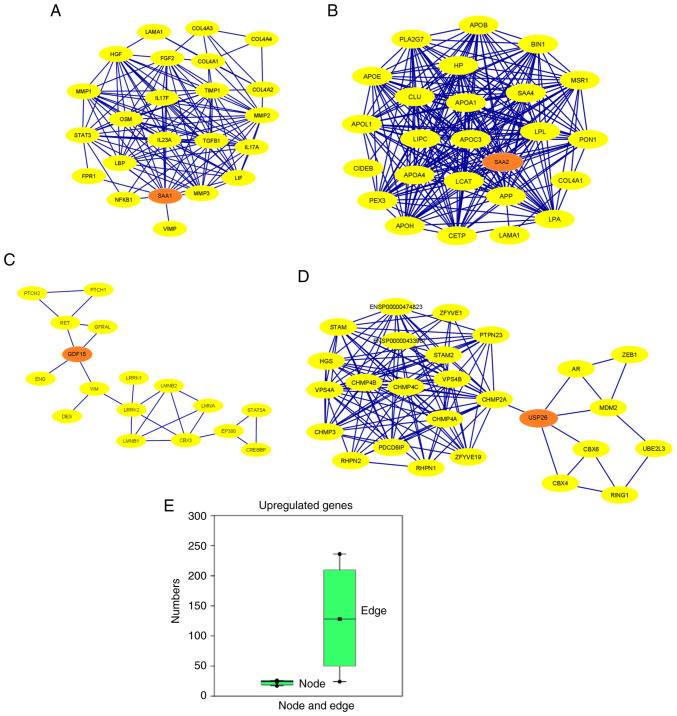 A
LAMA1
COL4A3
COL4A4
HGF
FGF2
COL4A1
MMP1
IL17F
TIMP1
COL4A2
OSM
MMP2
STAT3
IL23A
TGFB1
IL17A
LBP
FPR1
LIF
NFKB1
SAA1
MMP3
VIMP
B
APOB
PLA2G7
BIN1
HP
APOE
MSR1
CLU
APOA1
SAA4
APOL1
LIPC
APOC3
LPL
PON1
CIDEB
SAA2
APOA4
LCAT
COL4A1
PEX3
APP
APOH
LPA
CETP
LAMA1
C
PTCH2
PTCH1
RET
GFRAL
GDF15
ENG
VIM
DES
LMNB2
LMNA
STAT5A
LMNB1
CBX3
EP300
CREBBP
D
ENSP00000474823
ZFYVE1
STAM
PTPN23
STAM2
HGS
CHMP4B
VPS4B
VPS4A
CHMP4C
CHMP2A
CHMP4A
CHMP3
PDCD6IP
RHPN2
RHPN1
ZFYVE19
ZEB1
AR
USP26
MDM2
CBX6
UBE2L3
CBX4
RING1
E
Upregulated genes
300
250
200
150
100
50
0
Numbers
Edge
Node
Node and edge